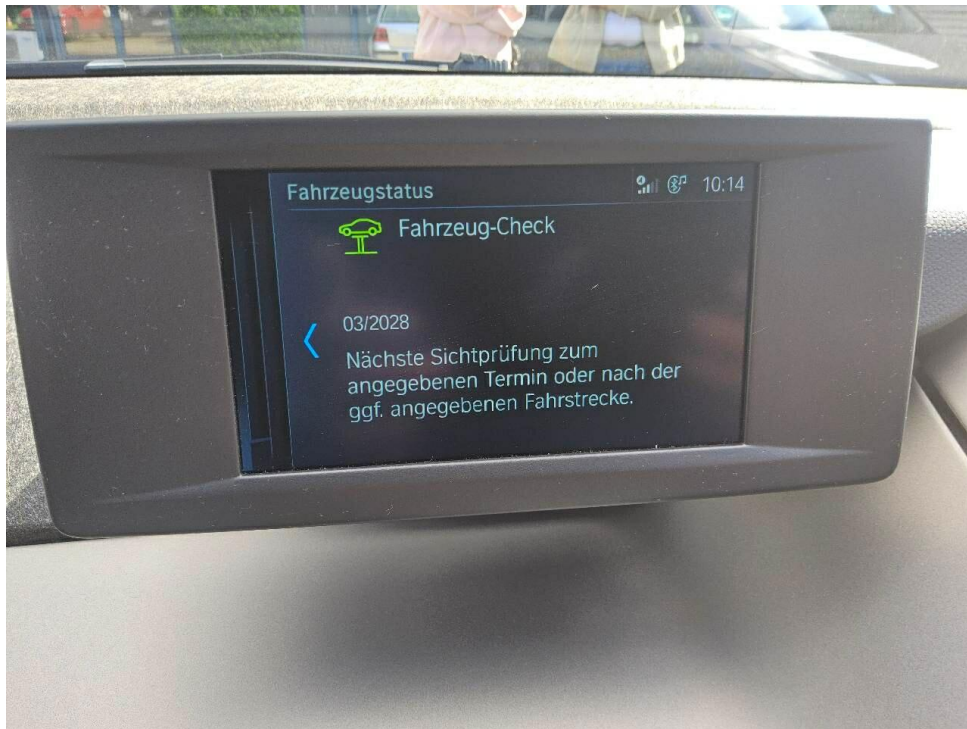 Fahrzeugstatus 10:14
Fahrzeug-Check
03/2028
Nächste Sichtprüfung zum
angegebenen Termin oder nach der
ggf. angegebenen Fahrstrecke.